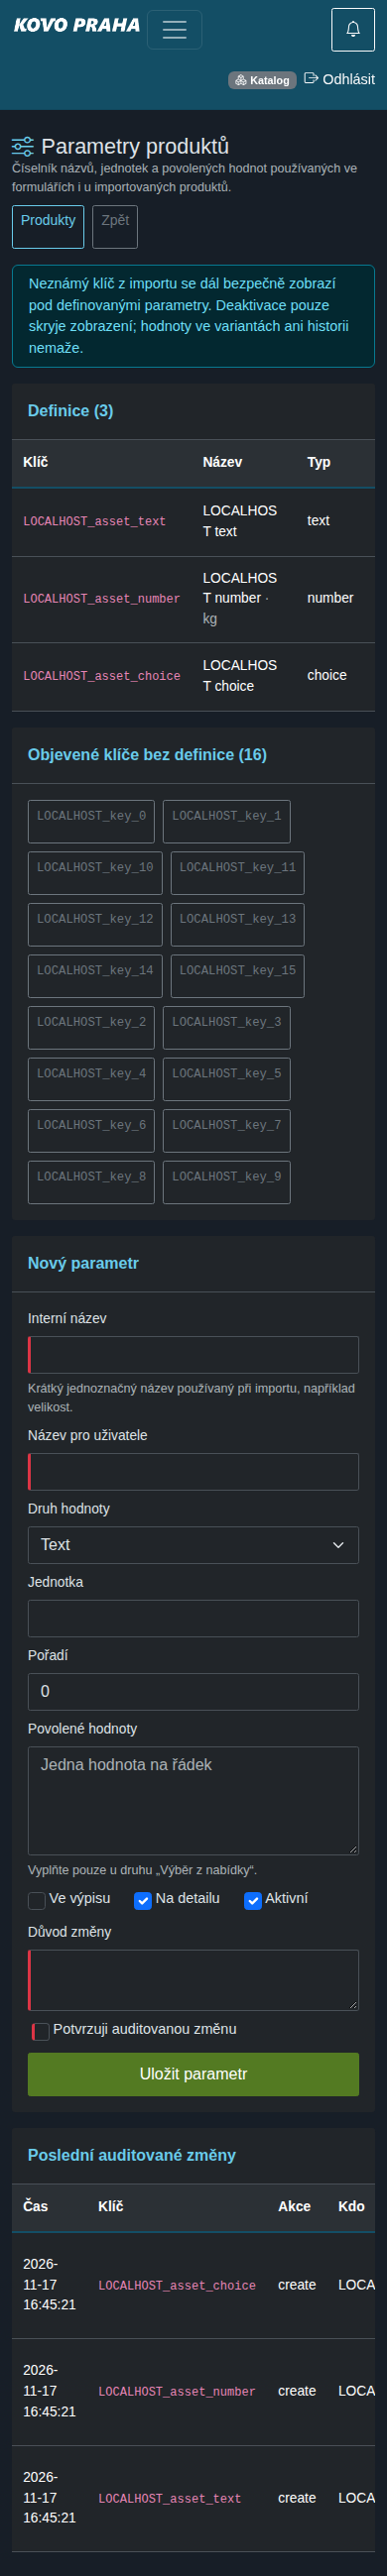 KOVO PRAHA
Katalog Odhlásit
Parametry produktů
Číselník názvů, jednotek a povolených hodnot používaných ve
formulářích i u importovaných produktů.
Produkty Zpět
Neznámý klíč z importu se dál bezpečně zobrazí
pod definovanými parametry. Deaktivace pouze
skryje zobrazení; hodnoty ve variantách ani historii
nemaže.
Definice (3)
Klíč Název Typ
LOCALHOST_asset_text LOCALHOS
T text text
LOCALHOST_asset_number LOCALHOS
T number · number
kg
LOCALHOST_asset_choice LOCALHOS
T choice choice
Objevené klíče bez definice (16)
LOCALHOST_key_0 LOCALHOST_key_1
LOCALHOST_key_10 LOCALHOST_key_11
LOCALHOST_key_12 LOCALHOST_key_13
LOCALHOST_key_14 LOCALHOST_key_15
LOCALHOST_key_2 LOCALHOST_key_3
LOCALHOST_key_4 LOCALHOST_key_5
LOCALHOST_key_6 LOCALHOST_key_7
LOCALHOST_key_8 LOCALHOST_key_9
Nový parametr
Interní název
Krátký jednoznačný název používaný při importu, například
velikost.
Název pro uživatele
Druh hodnoty
Text
Jednotka
Pořadí
0
Povolené hodnoty
Jedna hodnota na řádek
Vyplňte pouze u druhu „Výběr z nabídky“.
Ve výpisu Na detailu Aktivní
Důvod změny
Potvrzuji auditovanou změnu
Uložit parametr
Poslední auditované změny
Čas Klíč Akce Kdo
2026-
11-17
16:45:21 LOCALHOST_asset_choice create LOCA
2026-
11-17
16:45:21 LOCALHOST_asset_number create LOCA
2026-
11-17
16:45:21 LOCALHOST_asset_text create LOCA